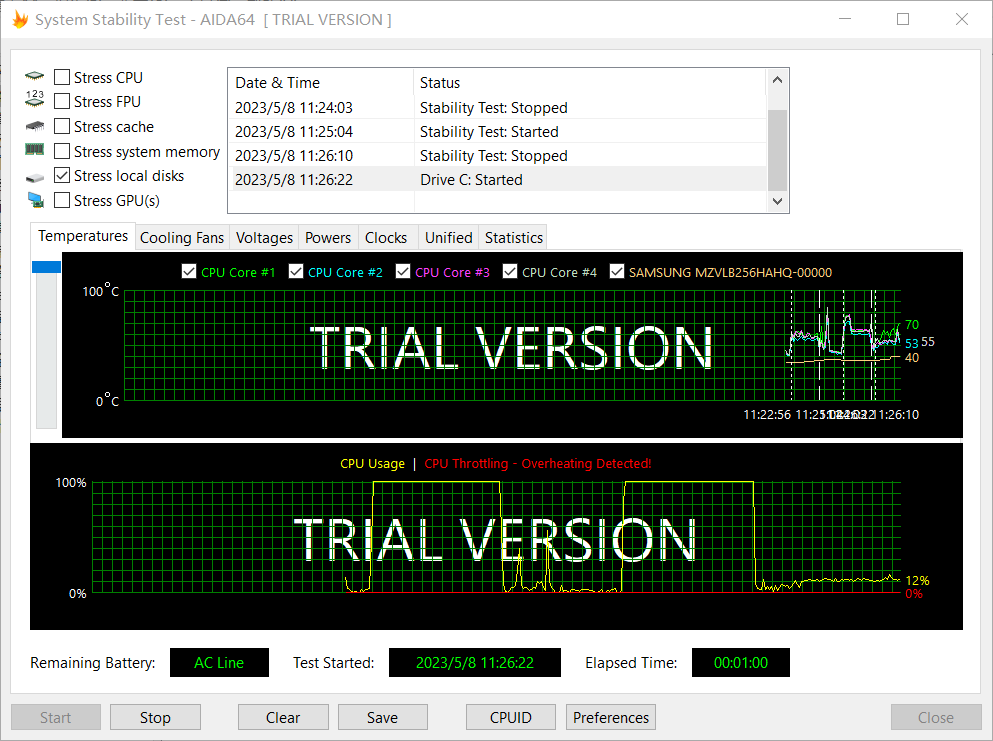 System Stability Test - AIDA64 [ TRIAL VERSION ]
Stress CPU
123
Stress FPU
Stress cache
Stress system memory
Stress local disks
Stress GPU(s)
Date & Time Status
2023/5/8 11:24:03 Stability Test: Stopped
2023/5/8 11:25:04 Stability Test: Started
2023/5/8 11:26:10 Stability Test: Stopped
2023/5/8 11:26:22 Drive C: Started
Temperatures Cooling Fans Voltages Powers Clocks Unified Statistics
CPU Core #1 CPU Core #2 CPU Core #3 CPU Core #4 SAMSUNG MZVLB256HAHQ-00000
100°C
TRIAL VERSION
70
53 55
40
0°C
11:22:56 11:26:10
CPU Usage | CPU Throttling - Overheating Detected!
100%
TRIAL VERSION
12%
0% 0%
Remaining Battery: AC Line Test Started: 2023/5/8 11:26:22 Elapsed Time: 00:01:00
Start Stop Clear Save CPUID Preferences Close